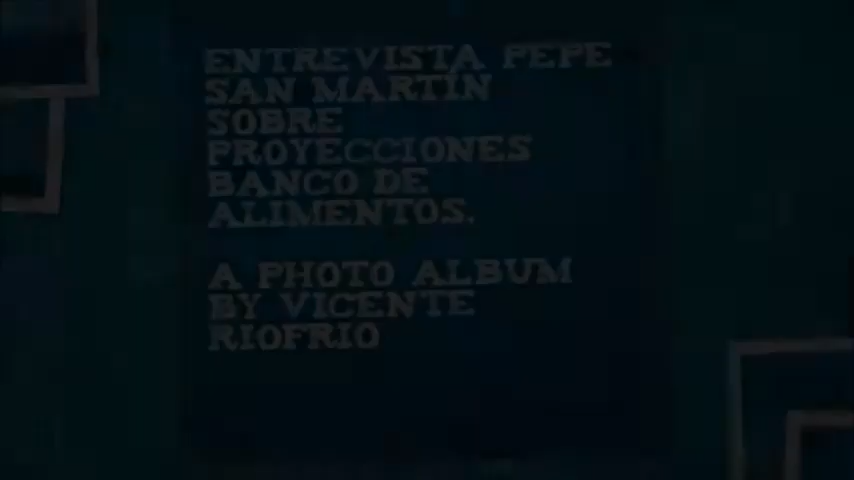 ENTREVISTA PEPE
SAN MARTÍN
SOBRE
PROYECCIONES
BANCO DE
ALIMENTOS.
A PHOTO ALBUM
BY VICENTE
RIOFRIO